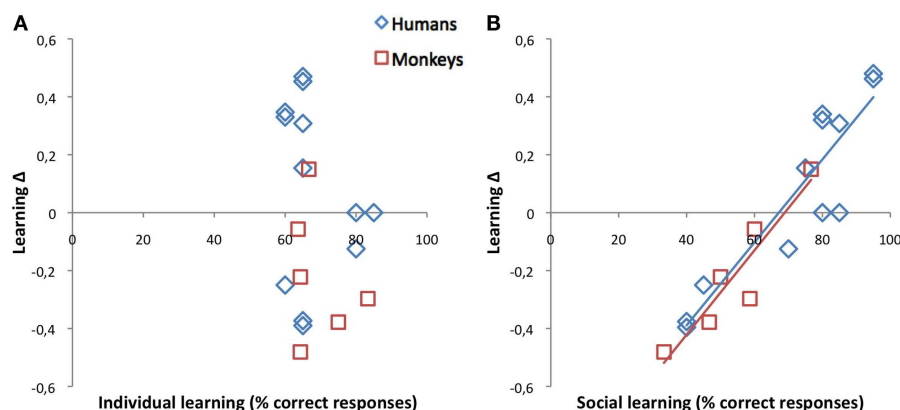 A
Humans
Monkeys
Learning Δ
0,6
0,4
0,2
0
-0,2
-0,4
-0,6
0 20 40 60 80 100
Individual learning (% correct responses)
B
Learning Δ
0,6
0,4
0,2
0
-0,2
-0,4
-0,6
0 20 40 60 80 100
Social learning (% correct responses)